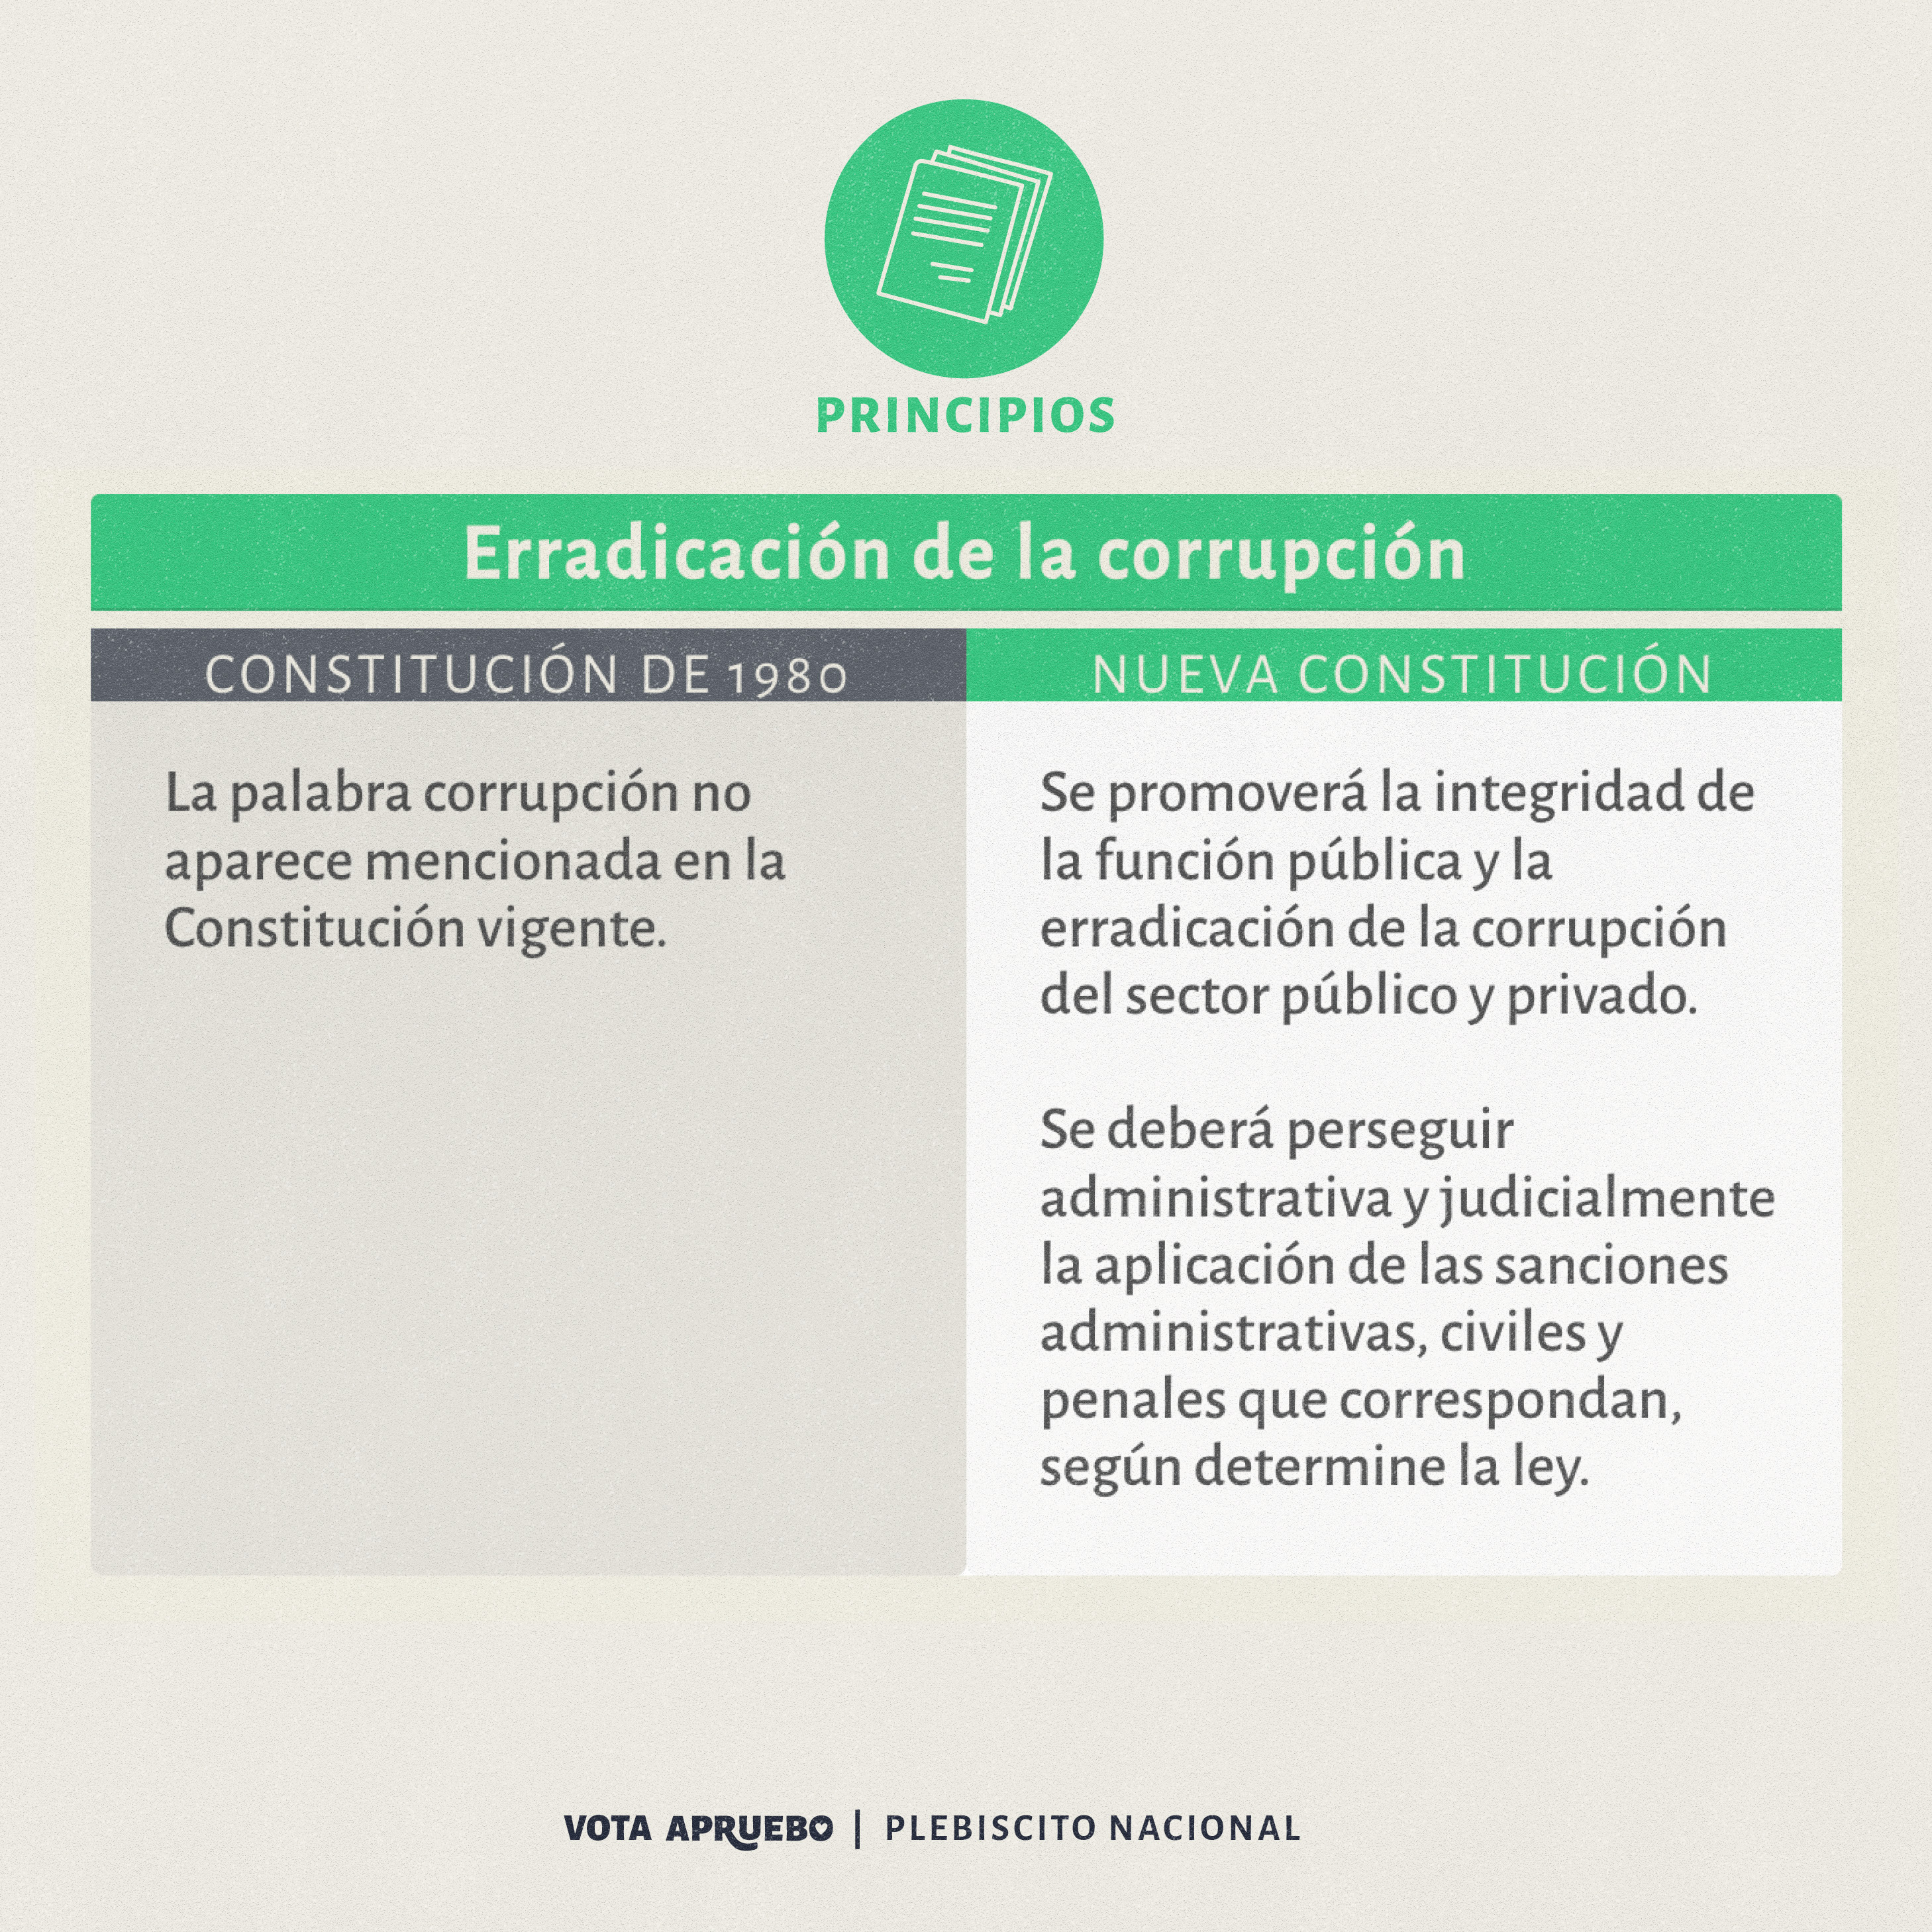 PRINCIPIOS
Erradicación de la corrupción
CONSTITUCIÓN DE 1980
La palabra corrupción no
aparece mencionada en la
Constitución vigente.
NUEVA CONSTITUCIÓN
Se promoverá la integridad de
la función pública y la
erradicación de la corrupción
del sector público y privado.
Se deberá perseguir
administrativa y judicialmente
la aplicación de las sanciones
administrativas, civiles y
penales que correspondan,
según determine la ley.
VOTA APRUEBO | PLEBISCITO NACIONAL